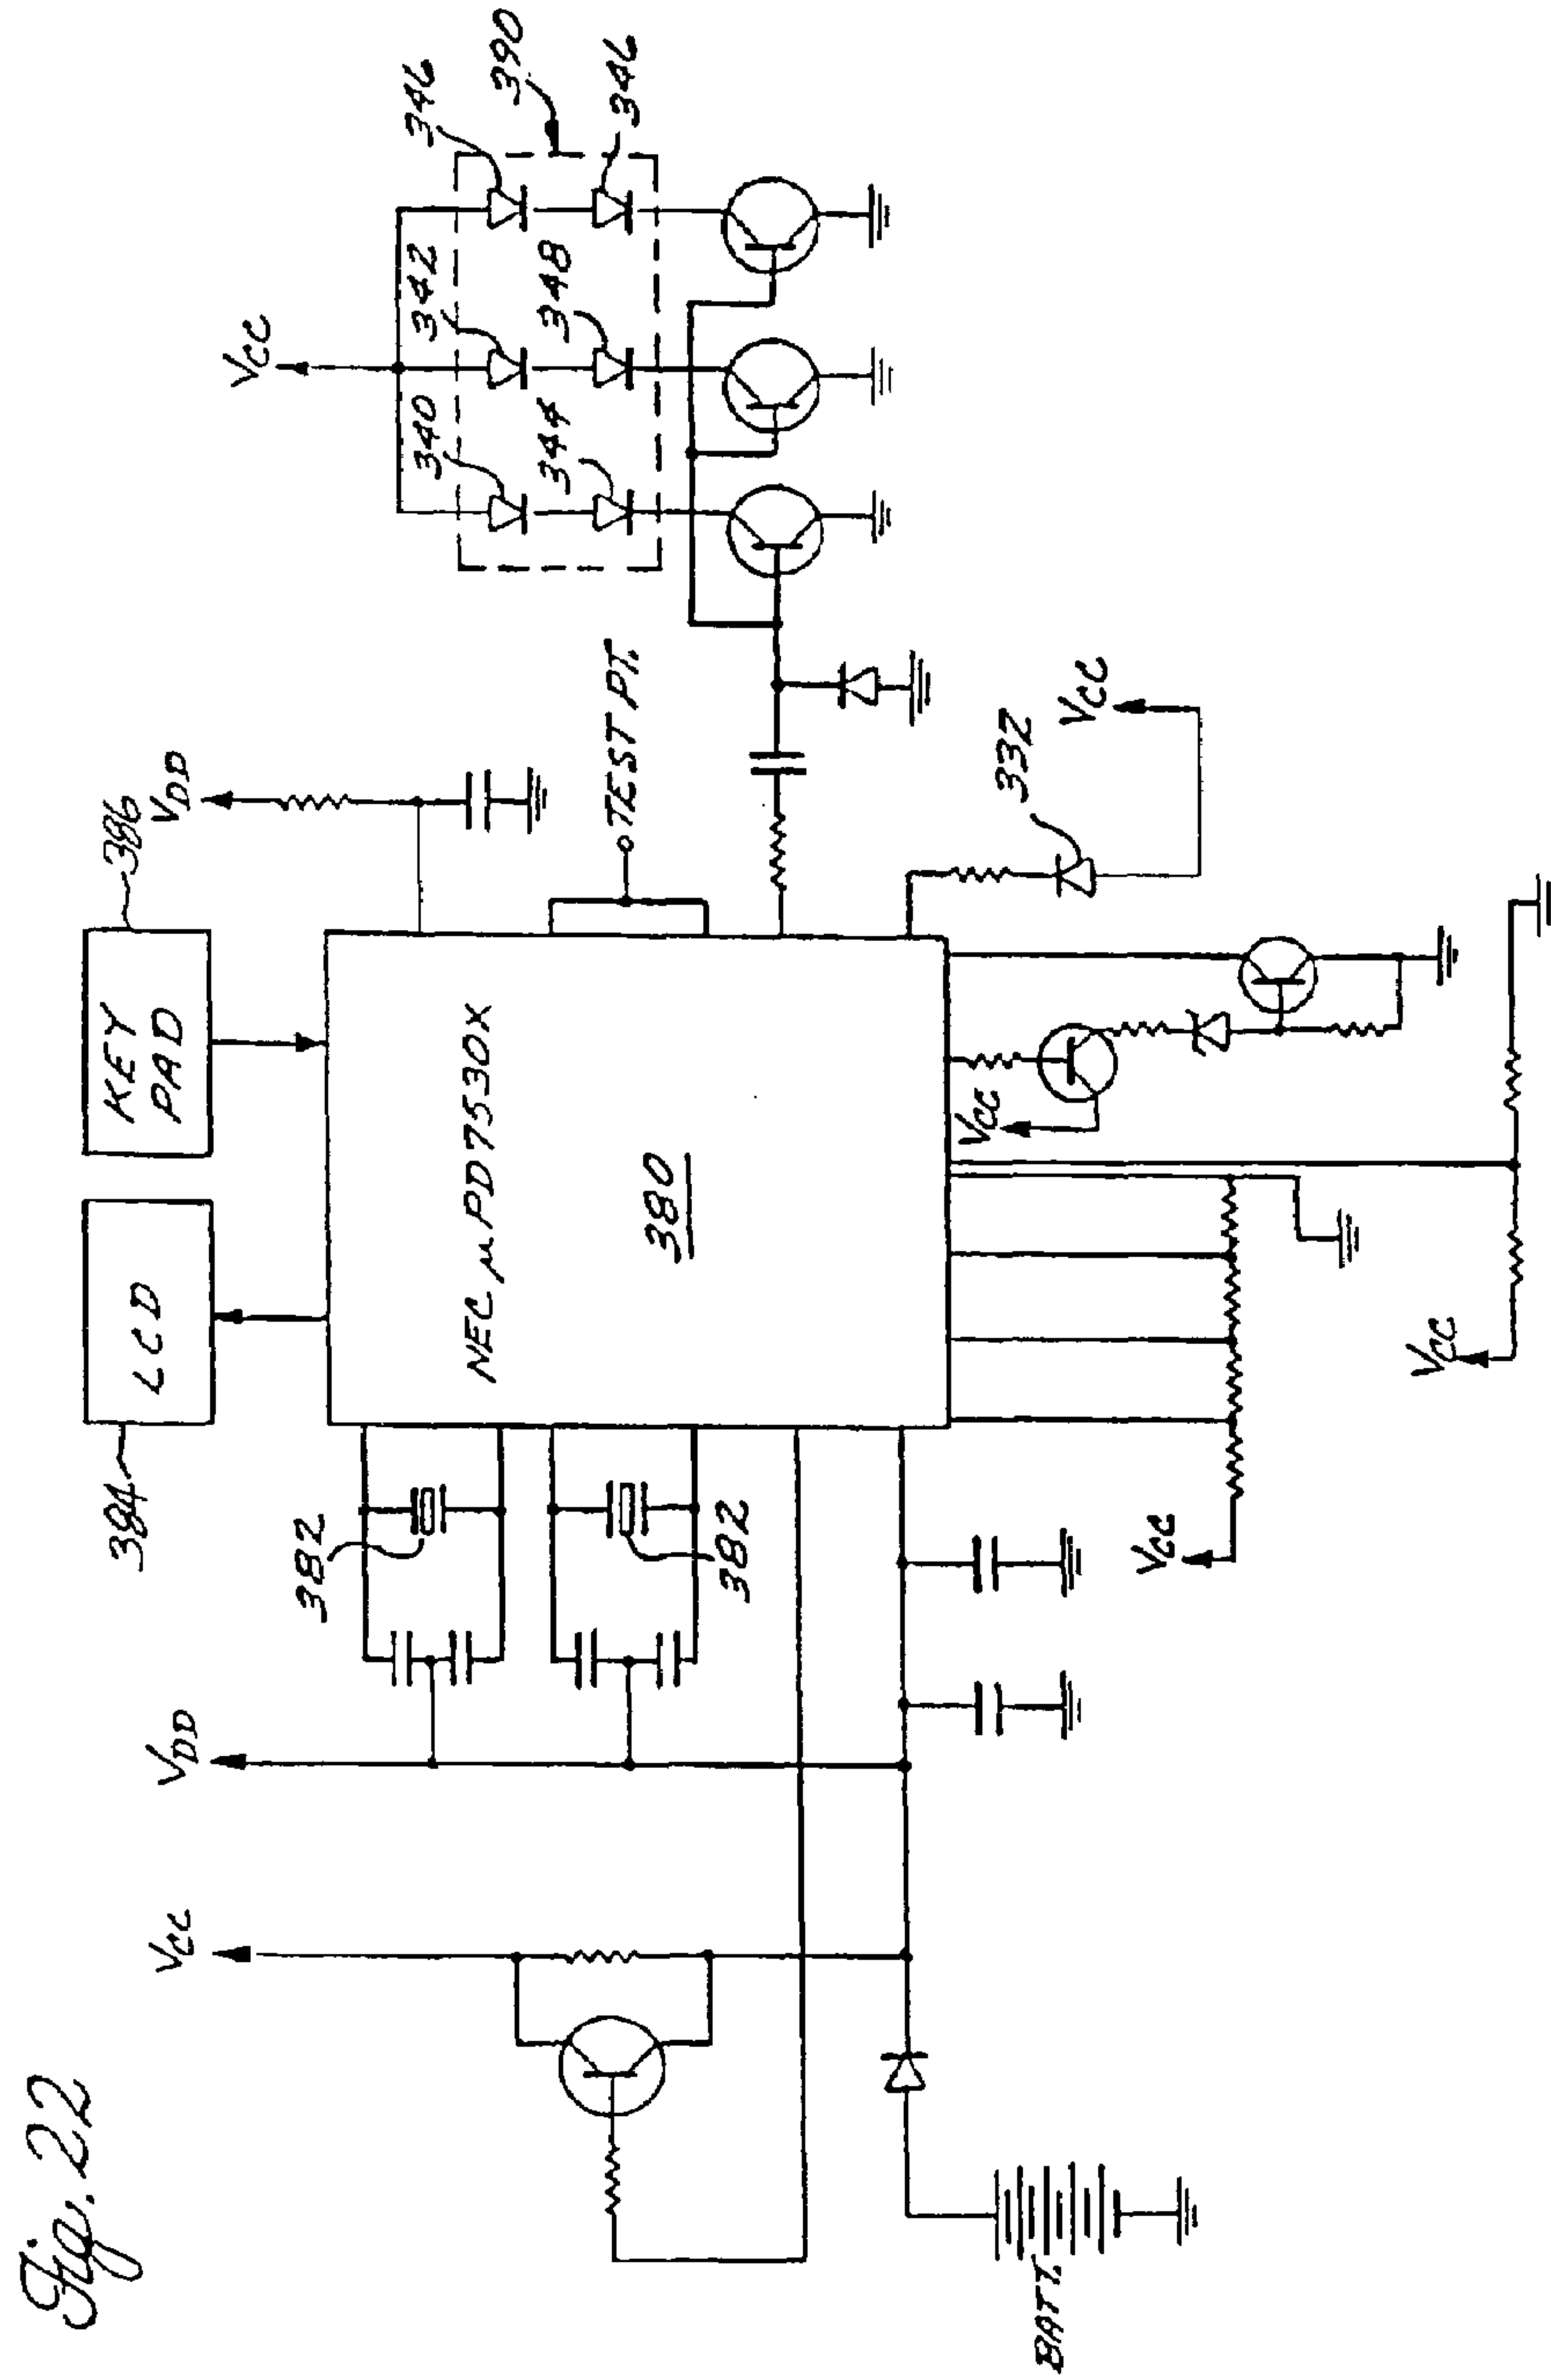 Fig. 22
VCC
VDD
384
LCD
386
KEY
PAD
VDD
VCC
346
390
346
342
348
340
344
382
382
NEC μPD7530X
380
TEST PT.
332
VCC
VCC
VCC
VCC
BATT.